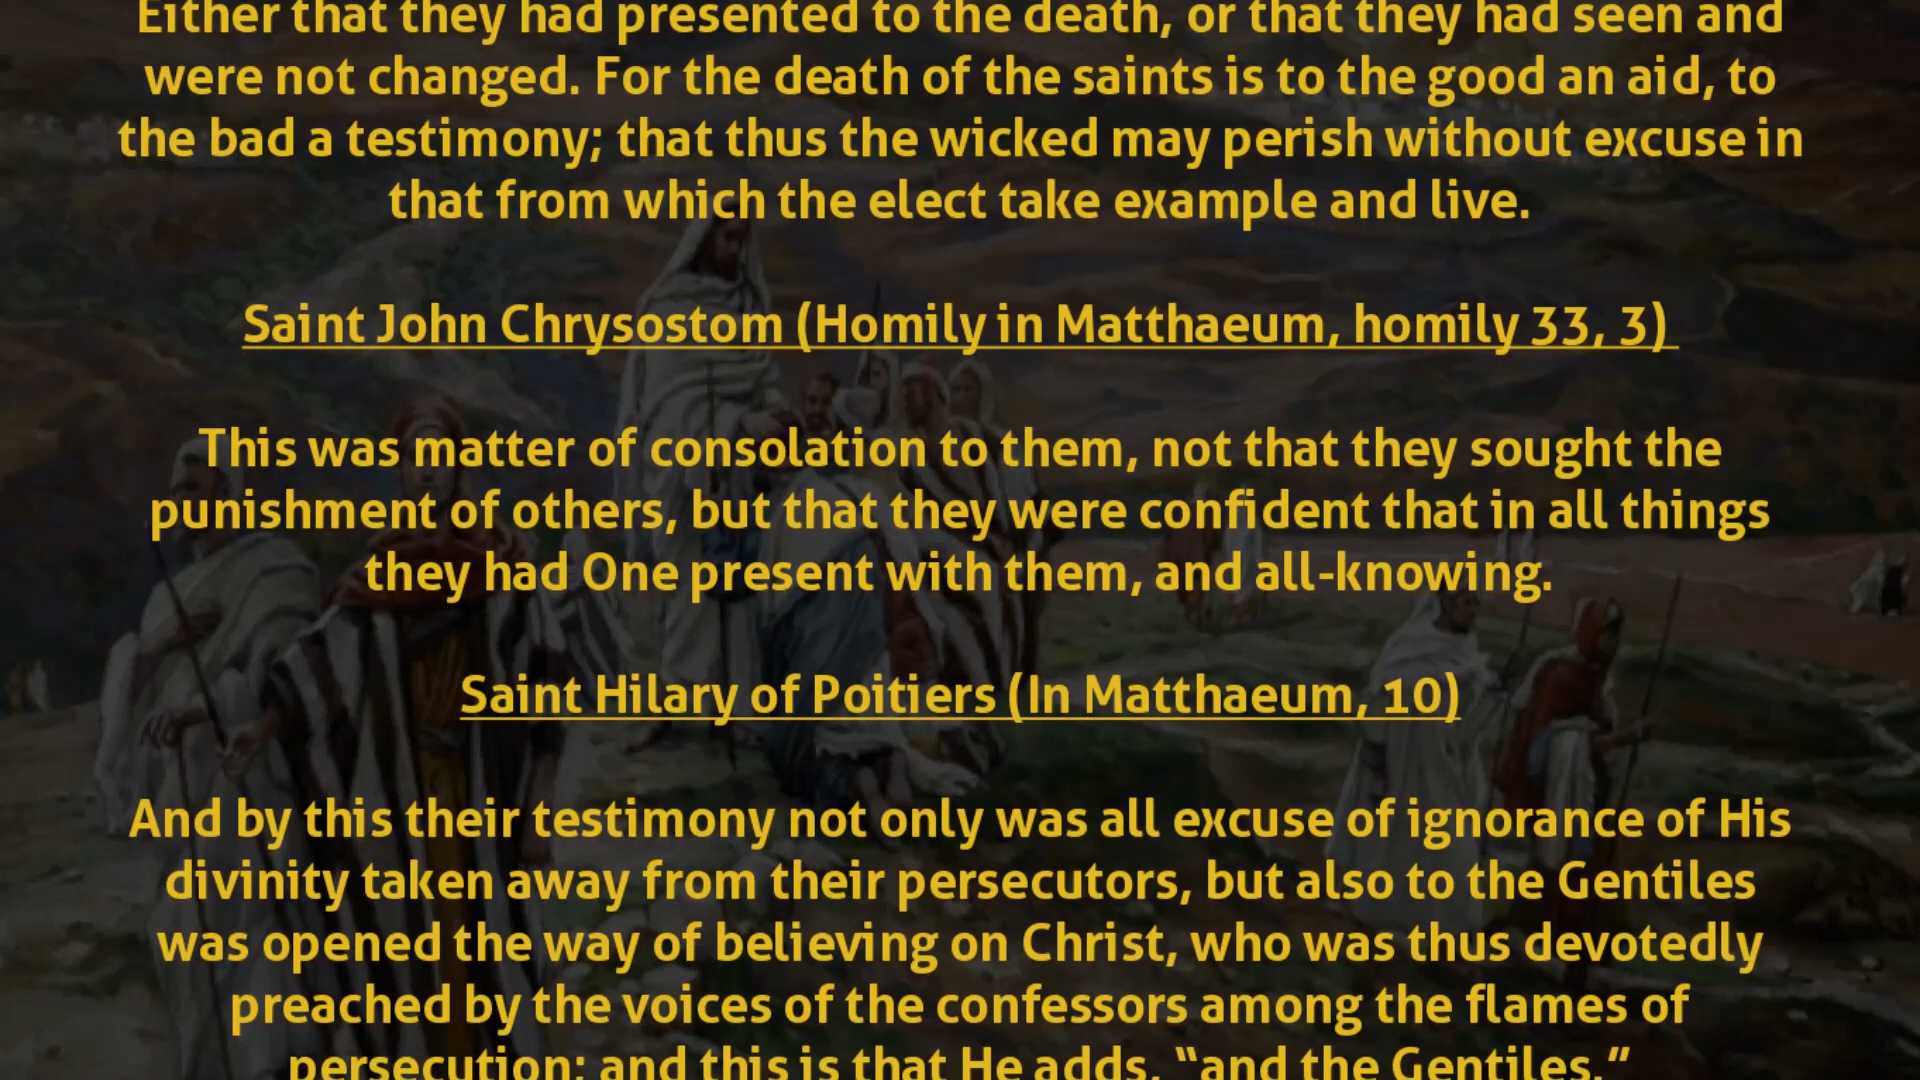 Either that they had presented to the death, or that they had seen and
were not changed. For the death of the saints is to the good an aid, to
the bad a testimony; that thus the wicked may perish without excuse in
that from which the elect take example and live.
Saint John Chrysostom (Homily in Matthaeum, homily 33, 3)
This was matter of consolation to them, not that they sought the
punishment of others, but that they were confident that in all things
they had One present with them, and all-knowing.
Saint Hilary of Poitiers (In Matthaeum, 10)
And by this their testimony not only was all excuse of ignorance of His
divinity taken away from their persecutors, but also to the Gentiles
was opened the way of believing on Christ, who was thus devotedly
preached by the voices of the confessors among the flames of
persecution; and this is that He adds, “and the Gentiles.”